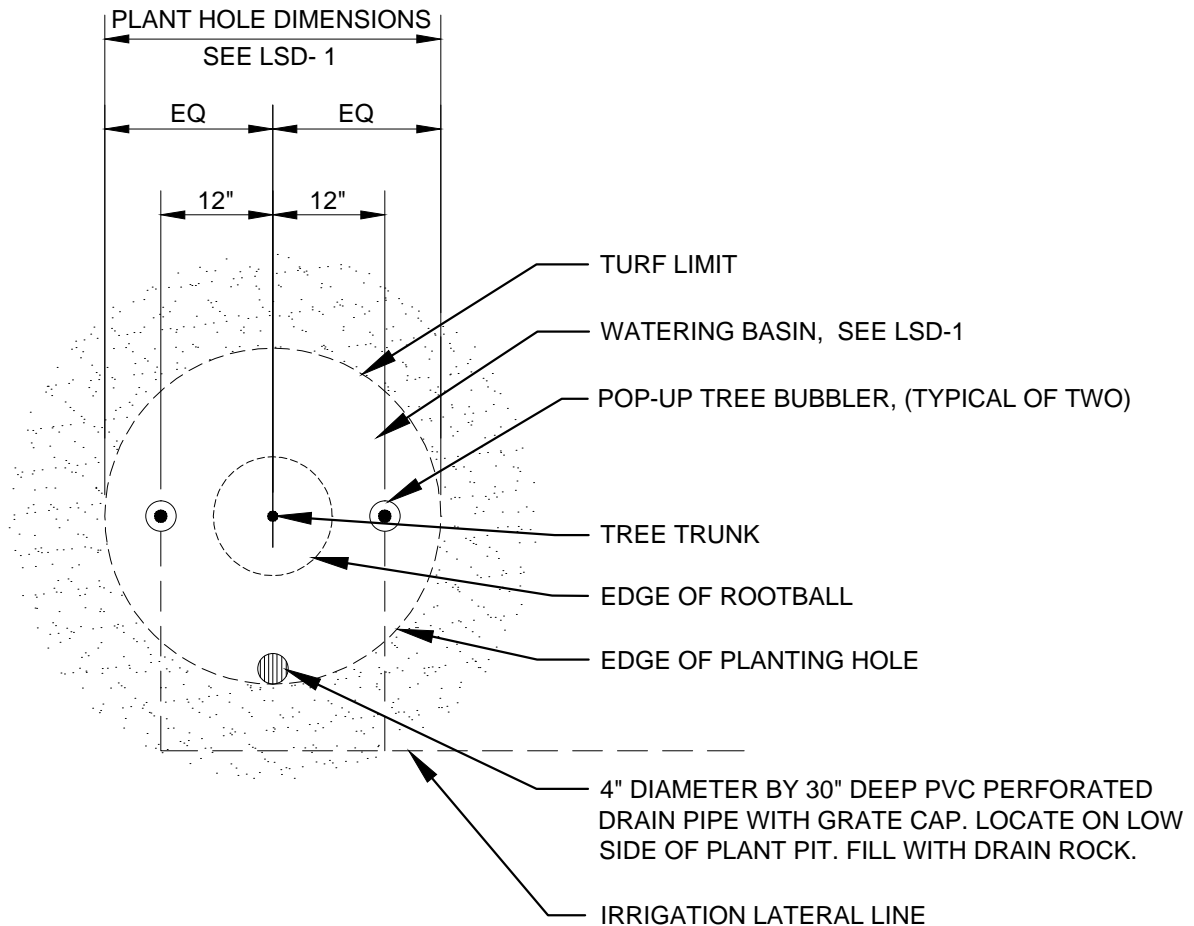 PLANT HOLE DIMENSIONS
SEE LSD- 1
EQ EQ
12" 12"
TURF LIMIT
WATERING BASIN, SEE LSD-1
POP-UP TREE BUBBLER, (TYPICAL OF TWO)
TREE TRUNK
EDGE OF ROOTBALL
EDGE OF PLANTING HOLE
4" DIAMETER BY 30" DEEP PVC PERFORATED
DRAIN PIPE WITH GRATE CAP. LOCATE ON LOW
SIDE OF PLANT PIT. FILL WITH DRAIN ROCK.
IRRIGATION LATERAL LINE